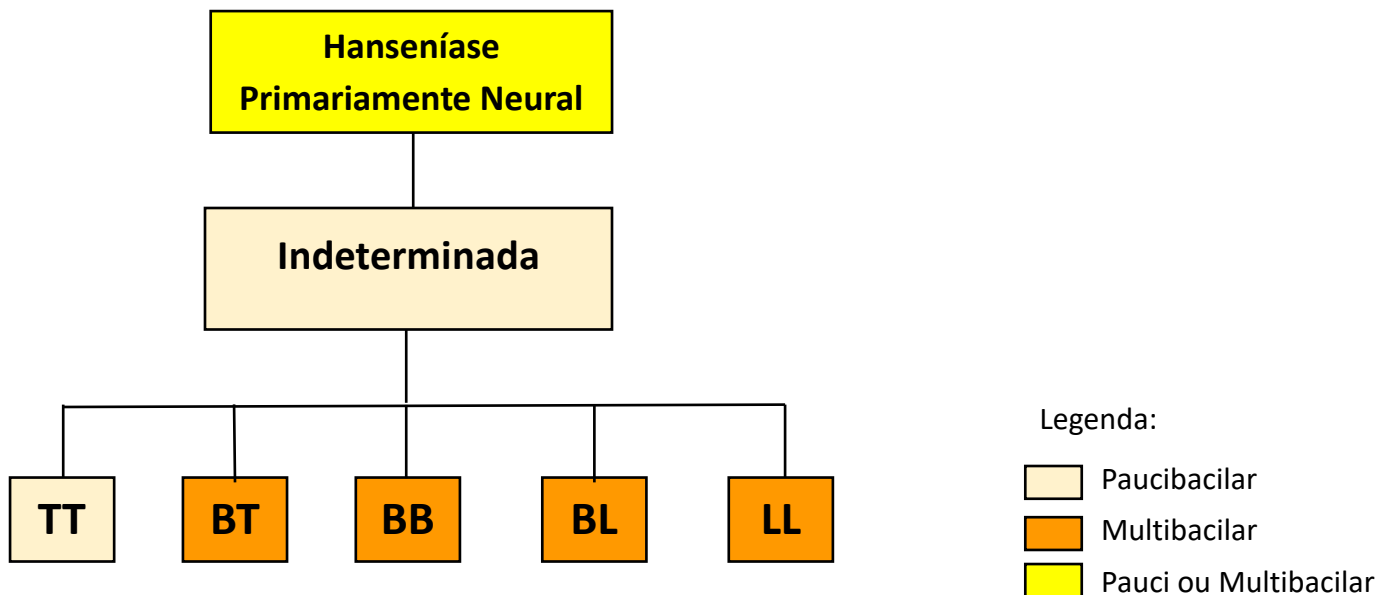 Hanseníase
Primariamente Neural
Indeterminada
TT
BT
BB
BL
LL
Legenda:
Paucibacilar
Multibacilar
Pauci ou Multibacilar